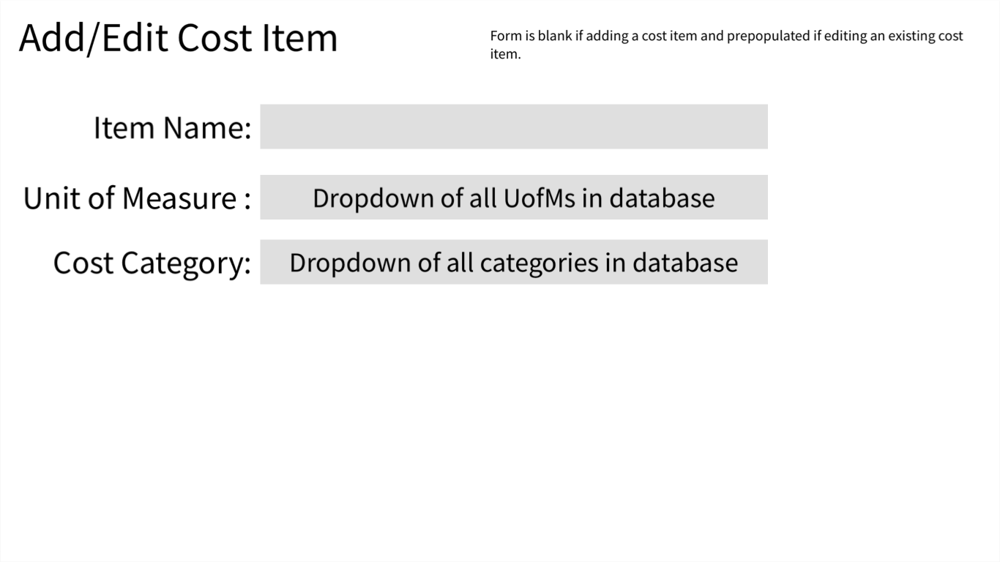 Add/Edit Cost Item
Form is blank if adding a cost item and prepopulated if editing an existing cost
item.
Item Name:
Unit of Measure :
Dropdown of all UofMs in database
Cost Category:
Dropdown of all categories in database